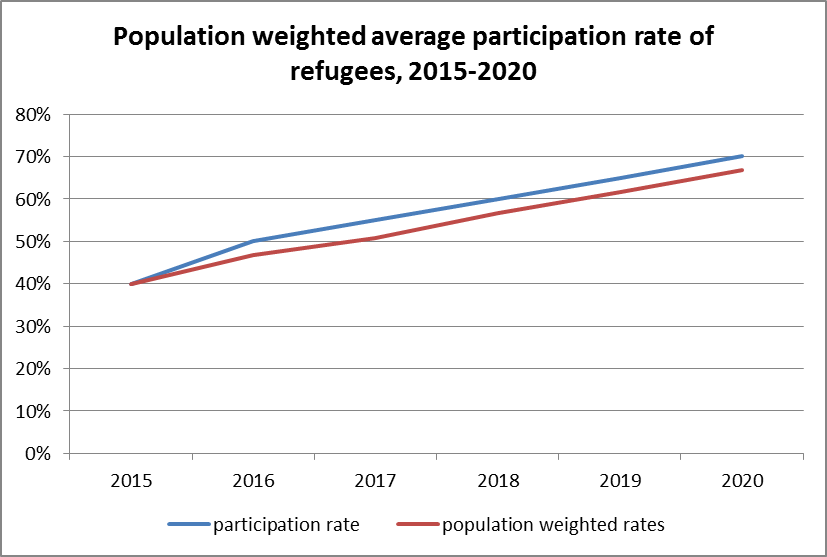 Population weighted average participation rate of
refugees, 2015-2020
80%
70%
60%
50%
40%
30%
20%
10%
0%
2015 2016 2017 2018 2019 2020
participation rate population weighted rates